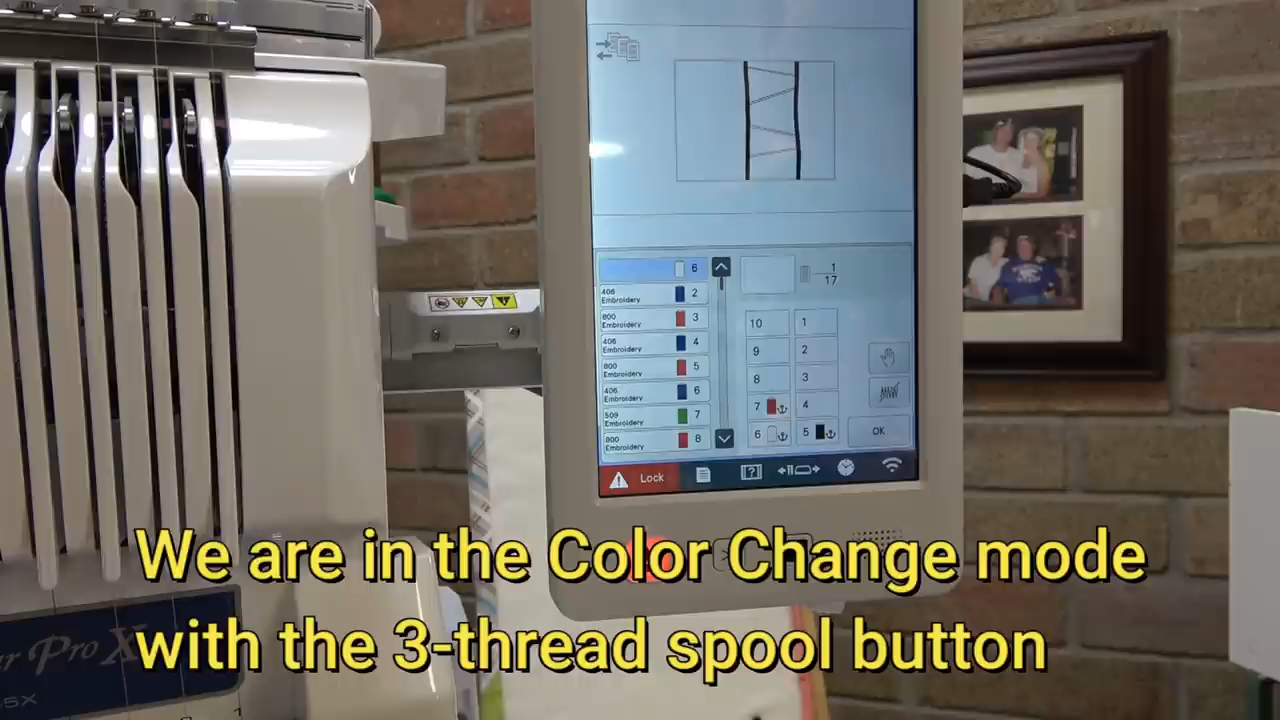 6
1
17
406
Embroidery
2
800
Embroidery
3
406
Embroidery
4
800
Embroidery
5
406
Embroidery
6
509
Embroidery
7
800
Embroidery
8
10 1
9 2
8 3
7 4
6 5
OK
Lock
We are in the Color Change mode
with the 3-thread spool button
Pro X
5X